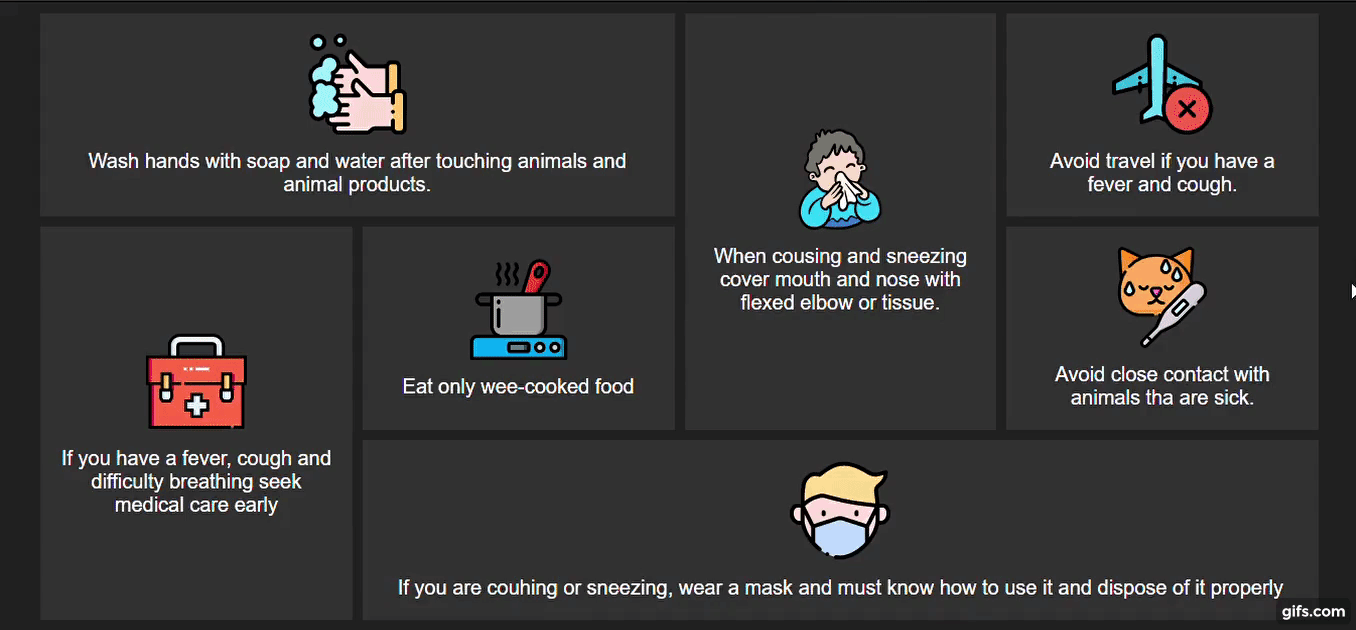 Wash hands with soap and water after touching animals and
animal products.
When cousing and sneezing
cover mouth and nose with
flexed elbow or tissue.
Avoid travel if you have a
fever and cough.
If you have a fever, cough and
difficulty breathing seek
medical care early
Eat only wee-cooked food
Avoid close contact with
animals tha are sick.
If you are couhing or sneezing, wear a mask and must know how to use it and dispose of it properly
gifs.com